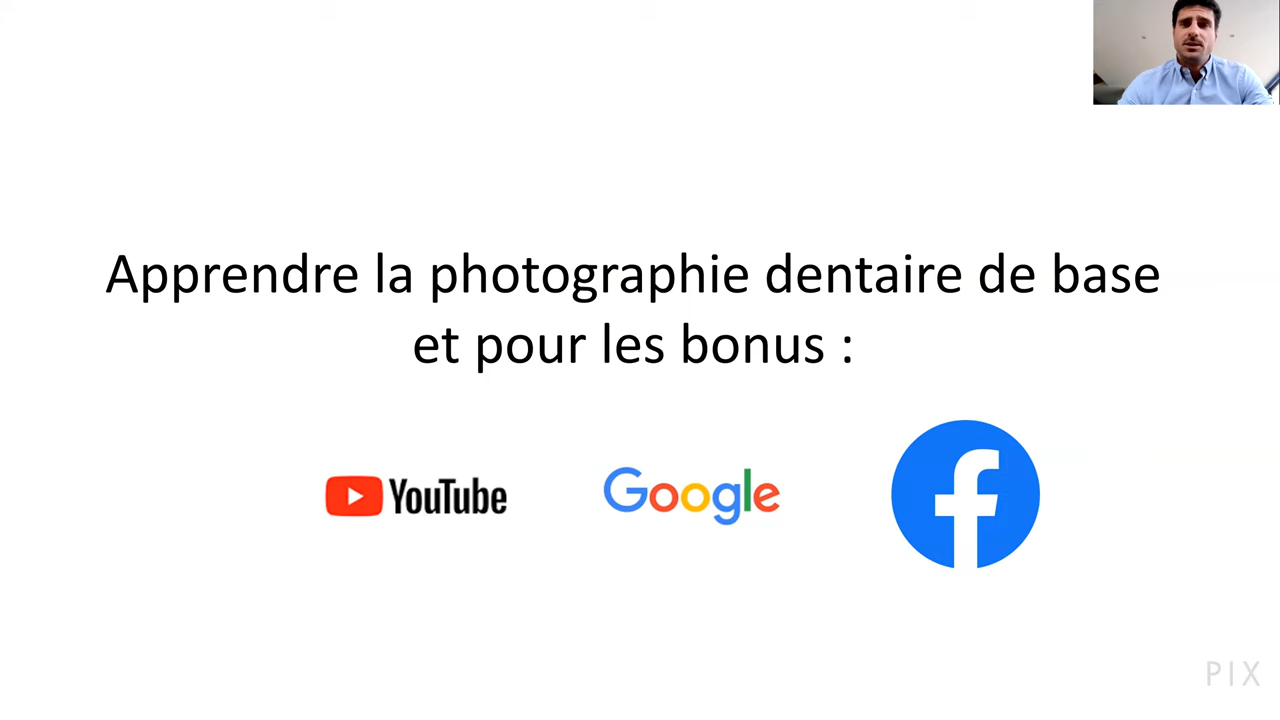 Apprendre la photographie dentaire de base
et pour les bonus :
YouTube
Google
PIX